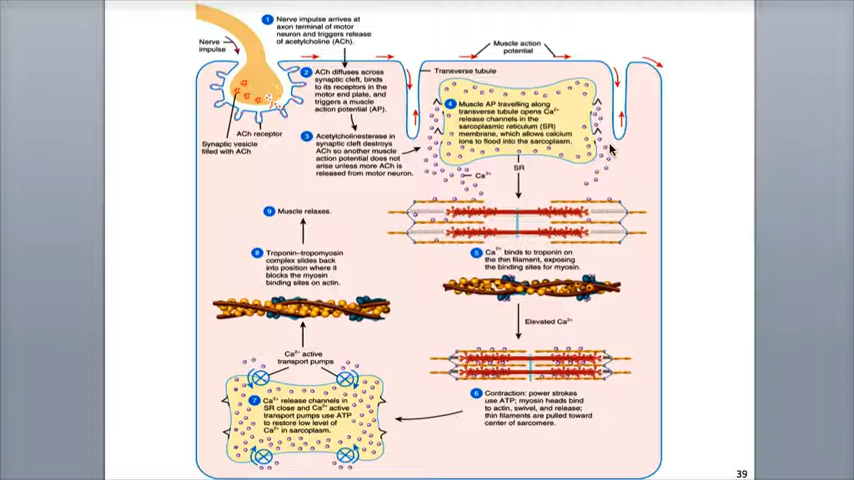 1 Nerve impulse arrives at
axon terminal of motor
neuron and triggers release
of acetylcholine (ACh).
Nerve
impulse
Muscle action
potential
2 ACh diffuses across
synaptic cleft, binds
to its receptors in the
motor end plate, and
triggers a muscle
action potential (AP).
Transverse tubule
4 Muscle AP travelling along
transverse tubule opens Ca2+
release channels in the
sarcoplasmic reticulum (SR)
membrane, which allows calcium
ions to flood into the sarcoplasm.
ACh receptor
Synaptic vesicle
filled with ACh
3 Acetylcholinesterase in
synaptic cleft destroys
ACh so another muscle
action potential does not
arise unless more ACh is
released from motor neuron.
SR
Ca2+
9 Muscle relaxes.
5 Ca2+ binds to troponin on
the thin filament, exposing
the binding sites for myosin.
8 Troponin–tropomyosin
complex slides back
into position where it
blocks the myosin
binding sites on actin.
Elevated Ca2+
Ca2+ active
transport pumps
6 Contraction: power strokes
use ATP; myosin heads bind
to actin, swivel, and release;
thin filaments are pulled toward
center of sarcomere.
7 Ca2+ release channels in
SR close and Ca2+ active
transport pumps use ATP
to restore low level of
Ca2+ in sarcoplasm.
39